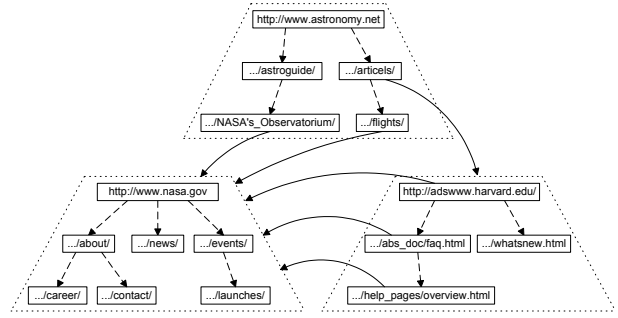 http://www.astronomy.net
.../astroguide/
.../articels/
.../NASA's_Observatorium/
.../flights/
http://www.nasa.gov
http://adswww.harvard.edu/
.../about/
.../news/
.../events/
.../abs_doc/faq.html
.../whatsnew.html
.../career/
.../contact/
.../launches/
.../help_pages/overview.html